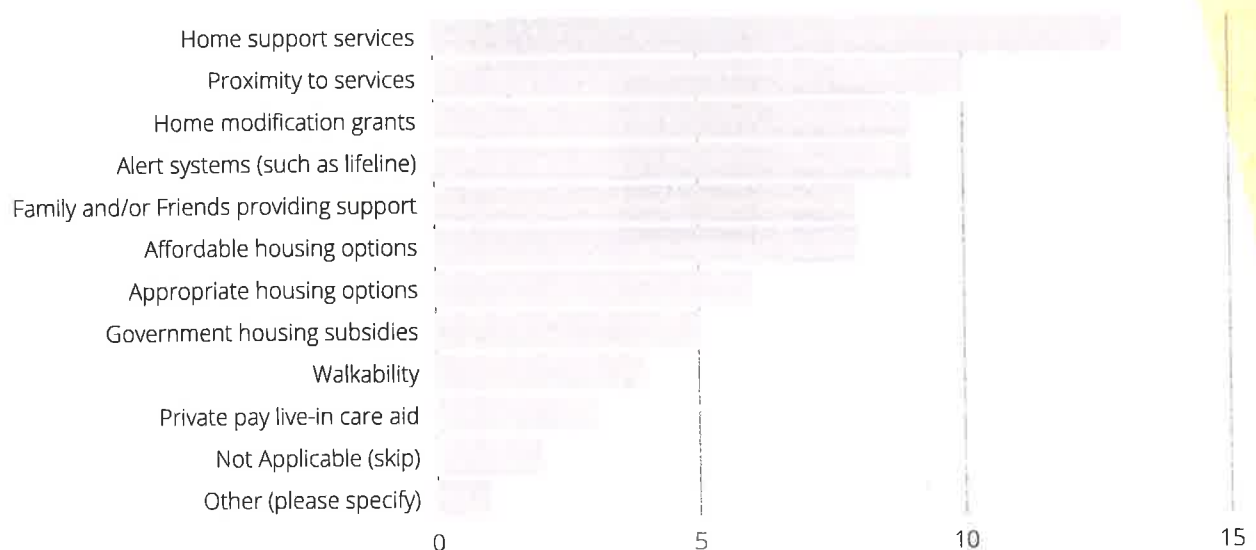 Home support services
Proximity to services
Home modification grants
Alert systems (such as lifeline)
Family and/or Friends providing support
Affordable housing options
Appropriate housing options
Government housing subsidies
Walkability
Private pay live-in care aid
Not Applicable (skip)
Other (please specify)
0 5 10 15